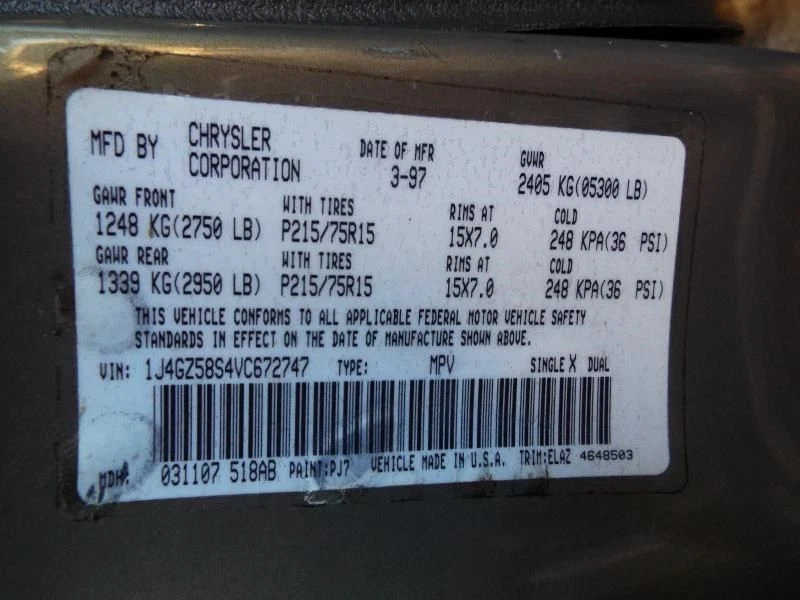 MFD BY CHRYSLER CORPORATION DATE OF MFR 3-97 GVWR 2405 KG(05300 LB)
GAWR FRONT WITH TIRES RIMS AT COLD
1248 KG(2750 LB) P215/75R15 15X7.0 248 KPA(36 PSI)
GAWR REAR WITH TIRES RIMS AT COLD
1339 KG(2950 LB) P215/75R15 15X7.0 248 KPA(36 PSI)
THIS VEHICLE CONFORMS TO ALL APPLICABLE FEDERAL MOTOR VEHICLE SAFETY
STANDARDS IN EFFECT ON THE DATE OF MANUFACTURE SHOWN ABOVE.
VIN: 1J4GZ58S4VC672747 TYPE: MPV SINGLE X DUAL
MDH: 031107 518AB PAINT:PJ7 VEHICLE MADE IN U.S.A. TRIM:ELAZ 4648503